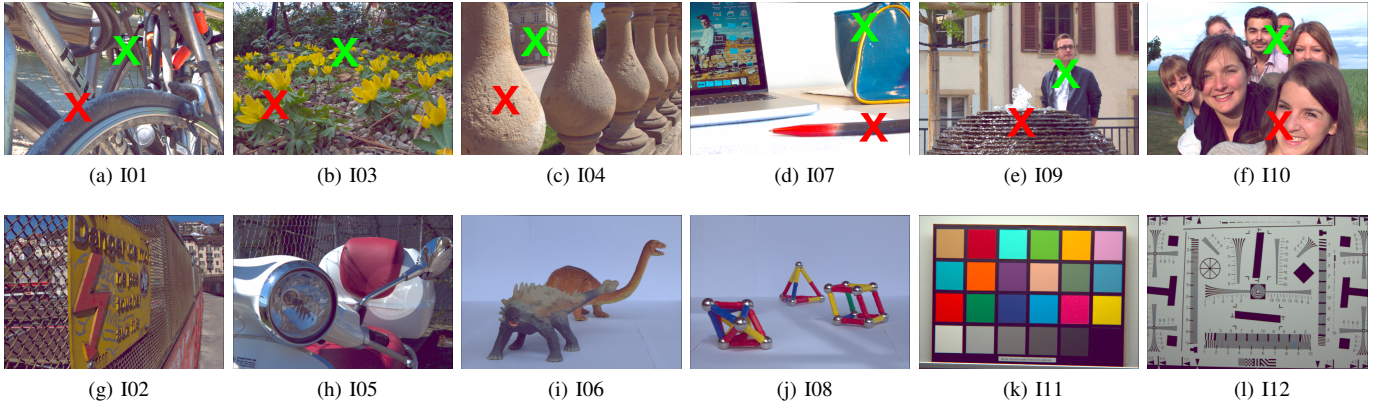 X X X X X X
X X X X X X
(a) I01 (b) I03 (c) I04 (d) I07 (e) I09 (f) I10
(g) I02 (h) I05 (i) I06 (j) I08 (k) I11 (l) I12